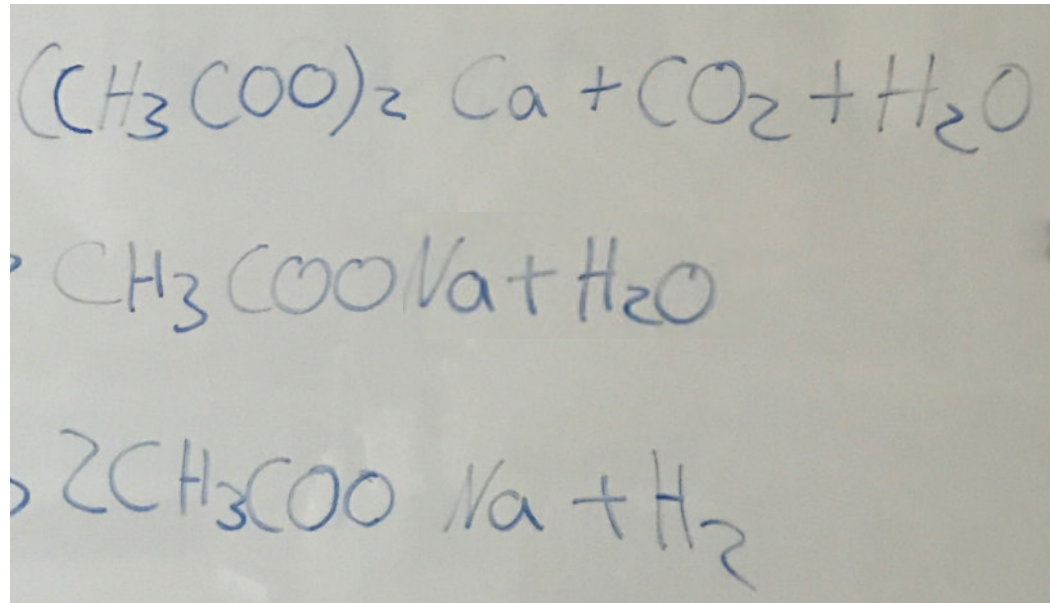 (CH₃COO)₂ Ca + CO₂ + H₂O
CH₃COONa + H₂O
2CH₃COO Na + H₂